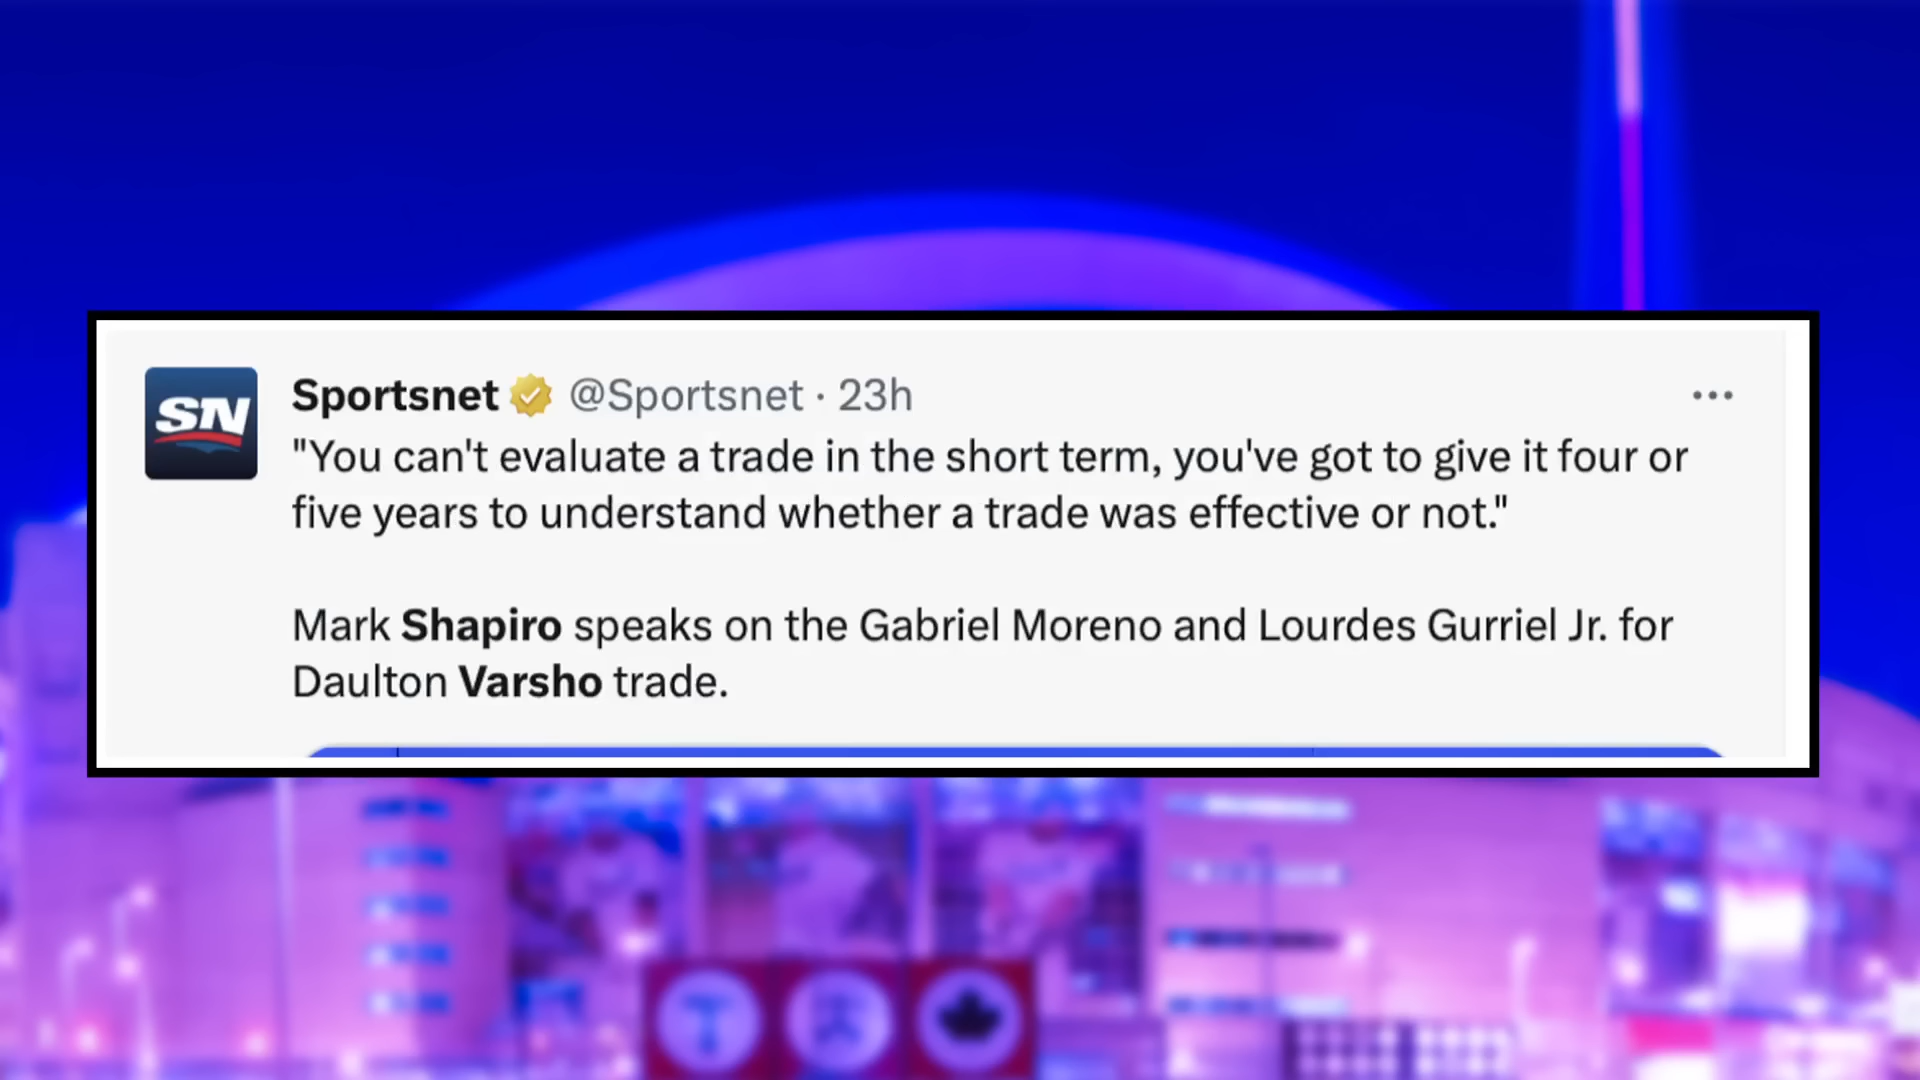 SN
Sportsnet @Sportsnet · 23h
"You can't evaluate a trade in the short term, you've got to give it four or
five years to understand whether a trade was effective or not."
Mark Shapiro speaks on the Gabriel Moreno and Lourdes Gurriel Jr. for
Daulton Varsho trade.